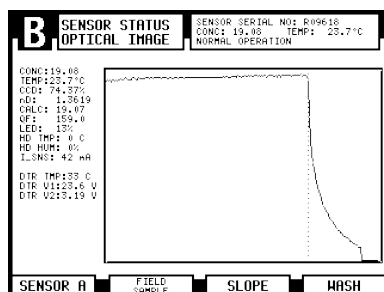 B
SENSOR STATUS
OPTICAL IMAGE
SENSOR SERIAL NO: R09618
CONC: 19.08 TEMP: 23.7°C
NORMAL OPERATION
CONC:19.08
TEMP:23.7°C
CCD: 74.37%
nD: 1.3619
CALC: 19.07
QF: 159.0
LED: 13%
HD TMP: 0 C
HD HUM: 0%
I_SNS: 42 mA
DTR TMP:33 C
DTR V1:23.6 V
DTR V2:3.19 V
SENSOR A
FIELD
SAMPLE
SLOPE
WASH